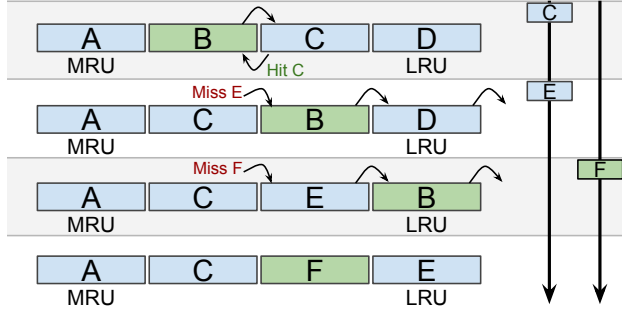 C
A B C D
MRU Hit C LRU
Miss E E
A C B D
MRU LRU
Miss F F
A C E B
MRU LRU
A C F E
MRU LRU